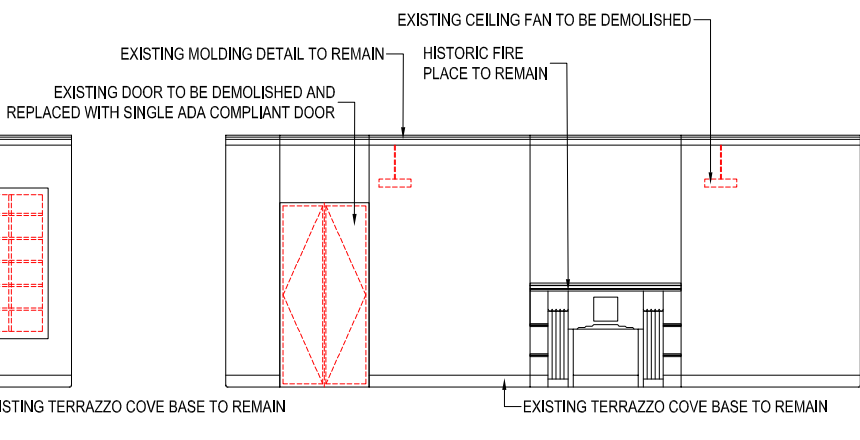 EXISTING CEILING FAN TO BE DEMOLISHED
EXISTING MOLDING DETAIL TO REMAIN
HISTORIC FIRE
PLACE TO REMAIN
EXISTING DOOR TO BE DEMOLISHED AND
REPLACED WITH SINGLE ADA COMPLIANT DOOR
ISTING TERRAZZO COVE BASE TO REMAIN
EXISTING TERRAZZO COVE BASE TO REMAIN